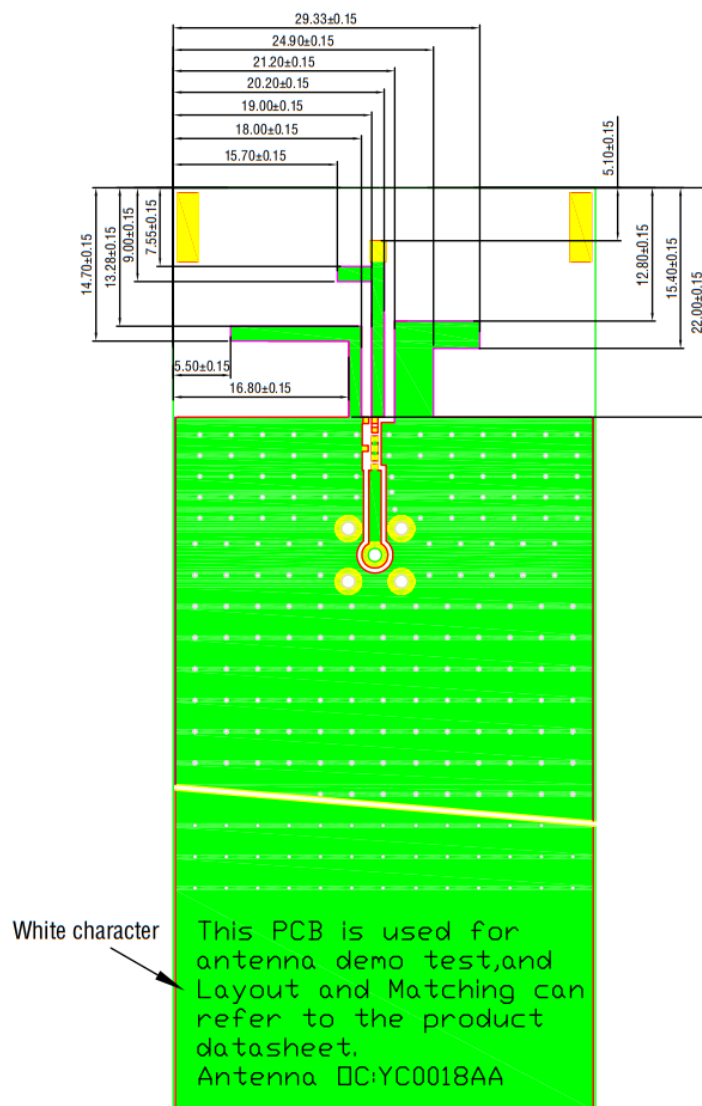 29.33±0.15
24.90±0.15
21.20±0.15
20.20±0.15
19.00±0.15
18.00±0.15
15.70±0.15
5.10±0.15
14.70±0.15
13.28±0.15
9.00±0.15
7.55±0.15
12.80±0.15
15.40±0.15
22.00±0.15
5.50±0.15
16.80±0.15
White character
This PCB is used for
antenna demo test,and
Layout and Matching can
refer to the product
datasheet.
Antenna □C:YC0018AA